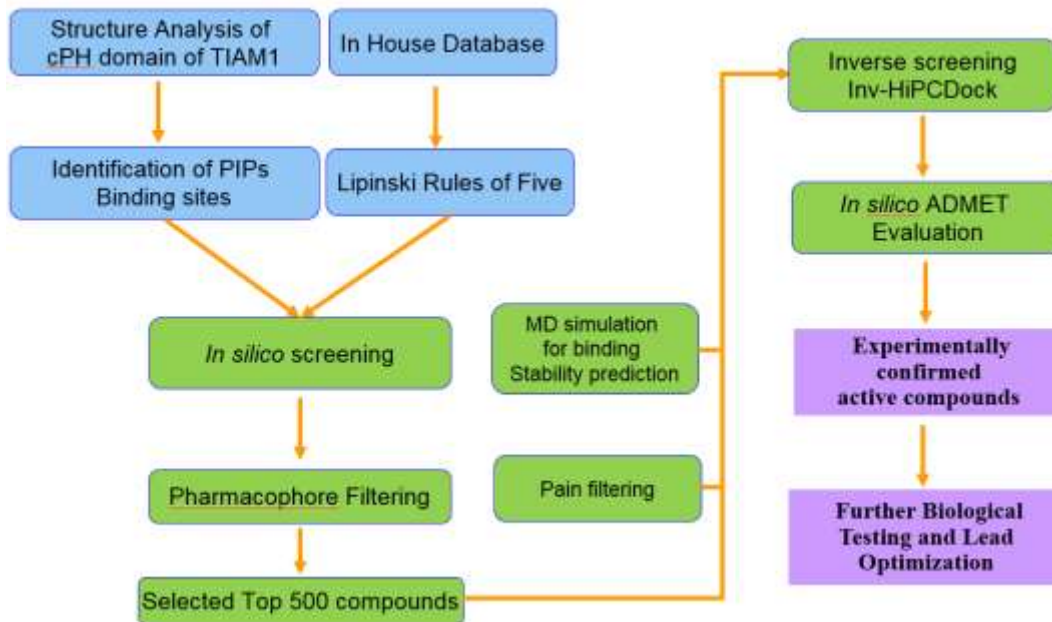 Structure Analysis of
cPH domain of TIAM1
In House Database
Identification of PIPs
Binding sites
Lipinski Rules of Five
In silico screening
Pharmacophore Filtering
Selected Top 500 compounds
MD simulation
for binding
Stability prediction
Pain filtering
Inverse screening
Inv-HiPCDock
In silico ADMET
Evaluation
Experimentally
confirmed
active compounds
Further Biological
Testing and Lead
Optimization